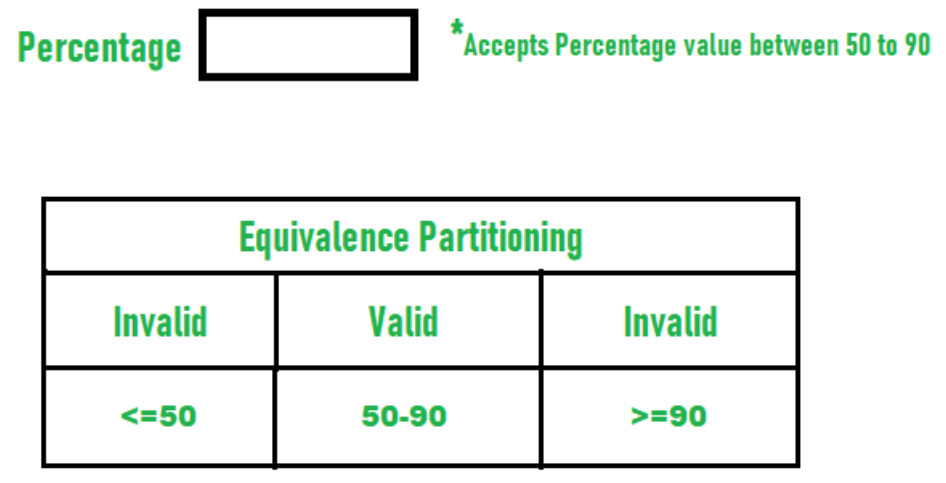 Percentage *Accepts Percentage value between 50 to 90
Equivalence Partitioning
Invalid Valid Invalid
<=50 50-90 >=90